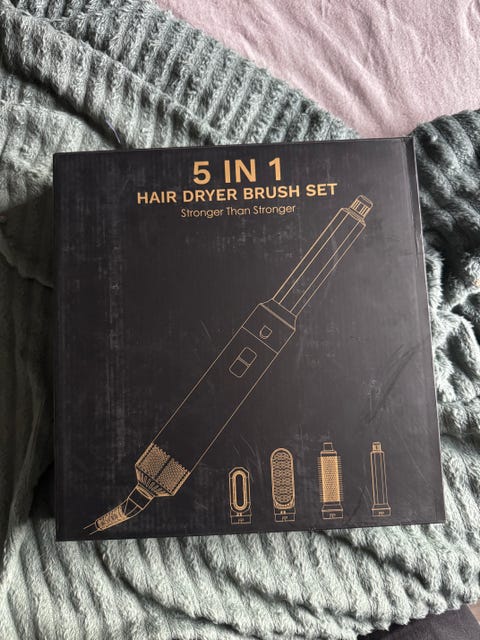 5 IN 1
HAIR DRYER BRUSH SET
Stronger Than Stronger